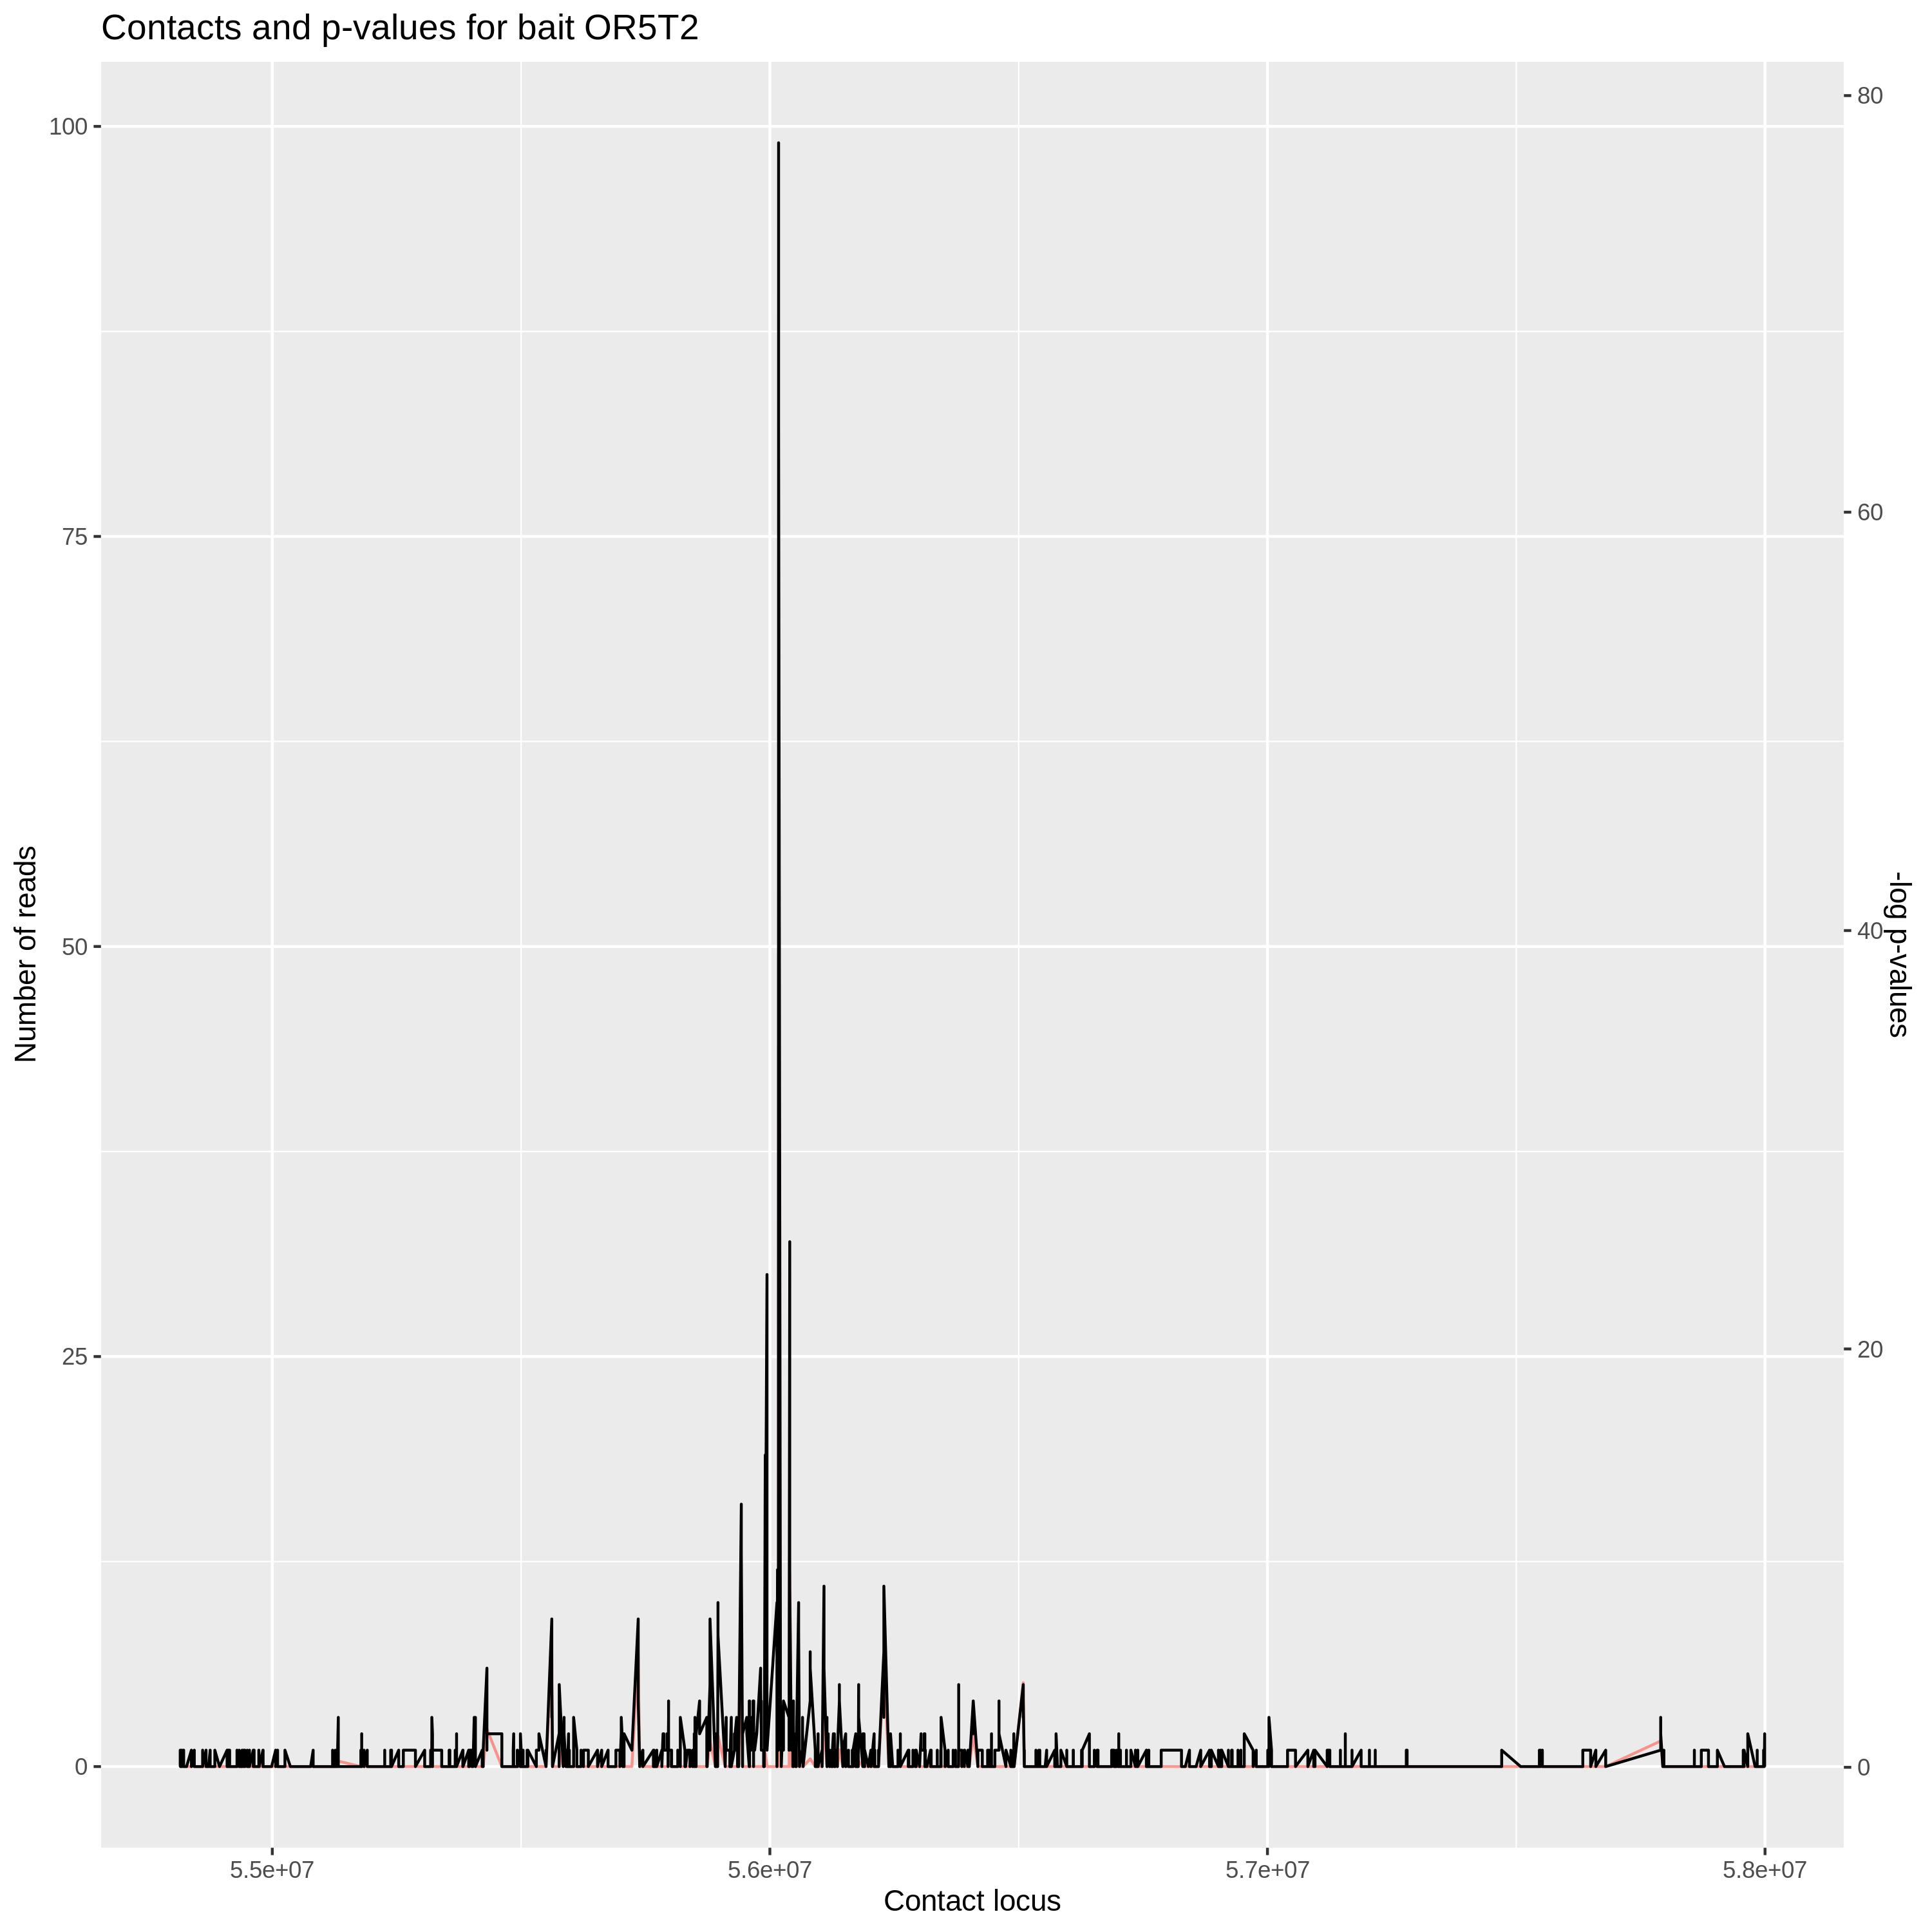 Contacts and p-values for bait OR5T2
100
75
50
25
0
80
60
40
20
0
Number of reads
-log p-values
5.5e+07 5.6e+07 5.7e+07 5.8e+07
Contact locus